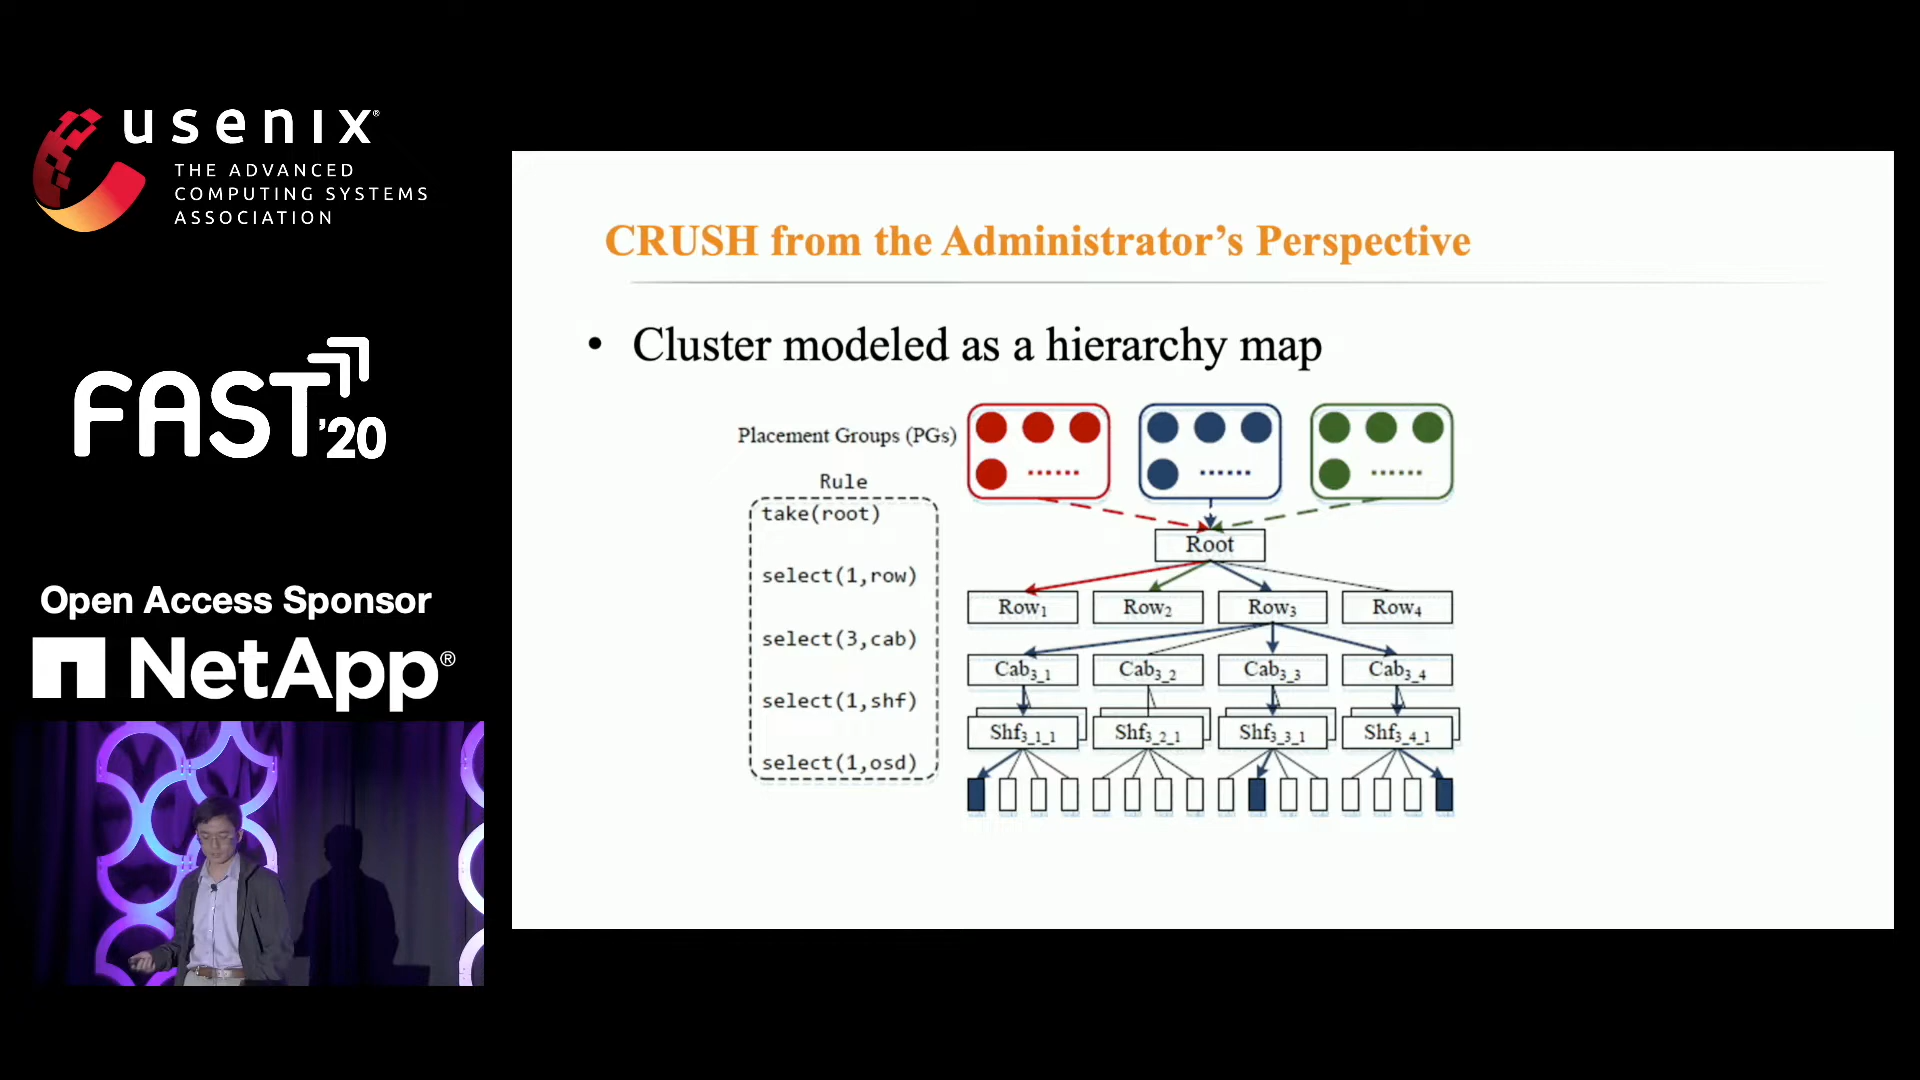 usenix®
THE ADVANCED
COMPUTING SYSTEMS
ASSOCIATION
FAST '20
Open Access Sponsor
NetApp®
CRUSH from the Administrator’s Perspective
• Cluster modeled as a hierarchy map
Placement Groups (PGs)
Rule
take(root)
select(1,row)
select(3,cab)
select(1,shf)
select(1,osd)
Root
Row1 Row2 Row3 Row4
Cab3_1 Cab3_2 Cab3_3 Cab3_4
Shf3_1_1 Shf3_2_1 Shf3_3_1 Shf3_4_1